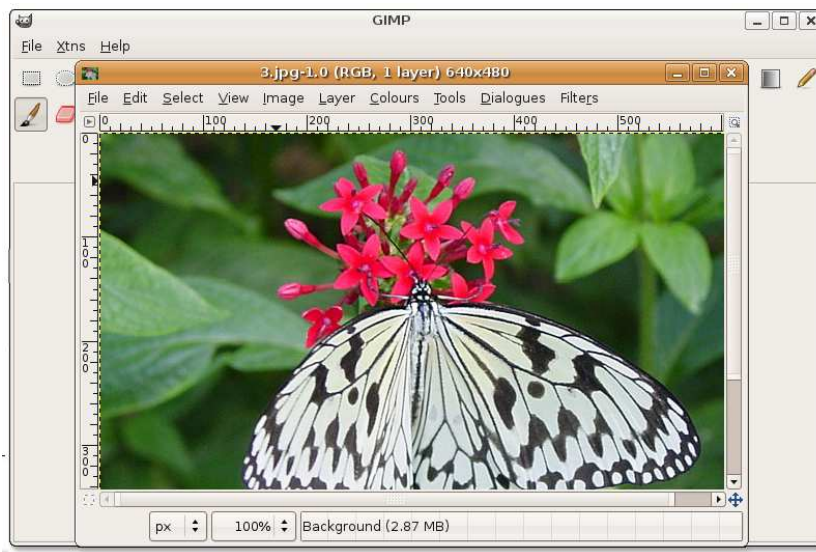 GIMP
File Xtns Help
3.jpg-1.0 (RGB, 1 layer) 640x480
File Edit Select View Image Layer Colours Tools Dialogues Filters
0 100 200 300 400 500
0
100
200
300
px 100% Background (2.87 MB)